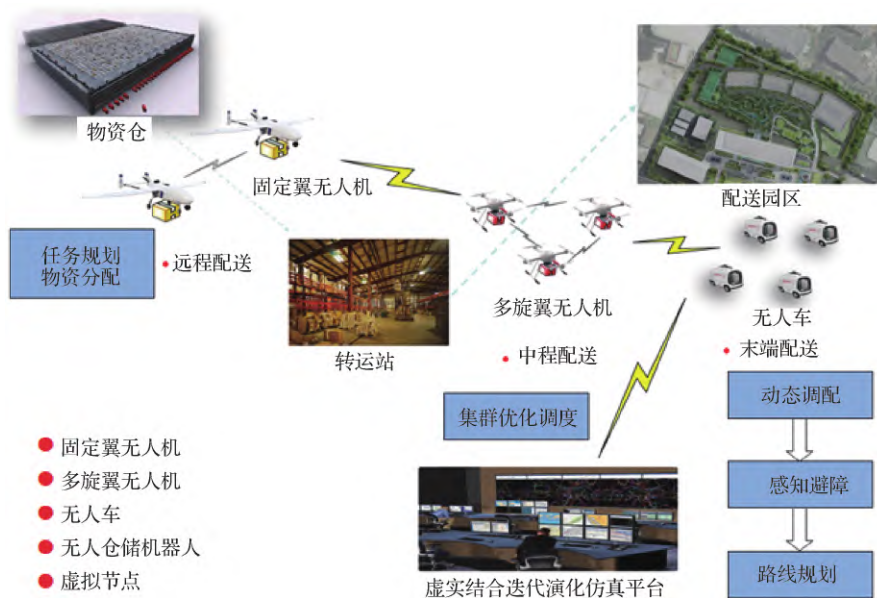 物资仓
固定翼无人机
配送园区
任务规划
物资分配
远程配送
多旋翼无人机
无人车
转运站
中程配送
末端配送
集群优化调度
动态调配
感知避障
路线规划
固定翼无人机
多旋翼无人机
无人车
无人仓储机器人
虚拟节点
虚实结合迭代演化仿真平台